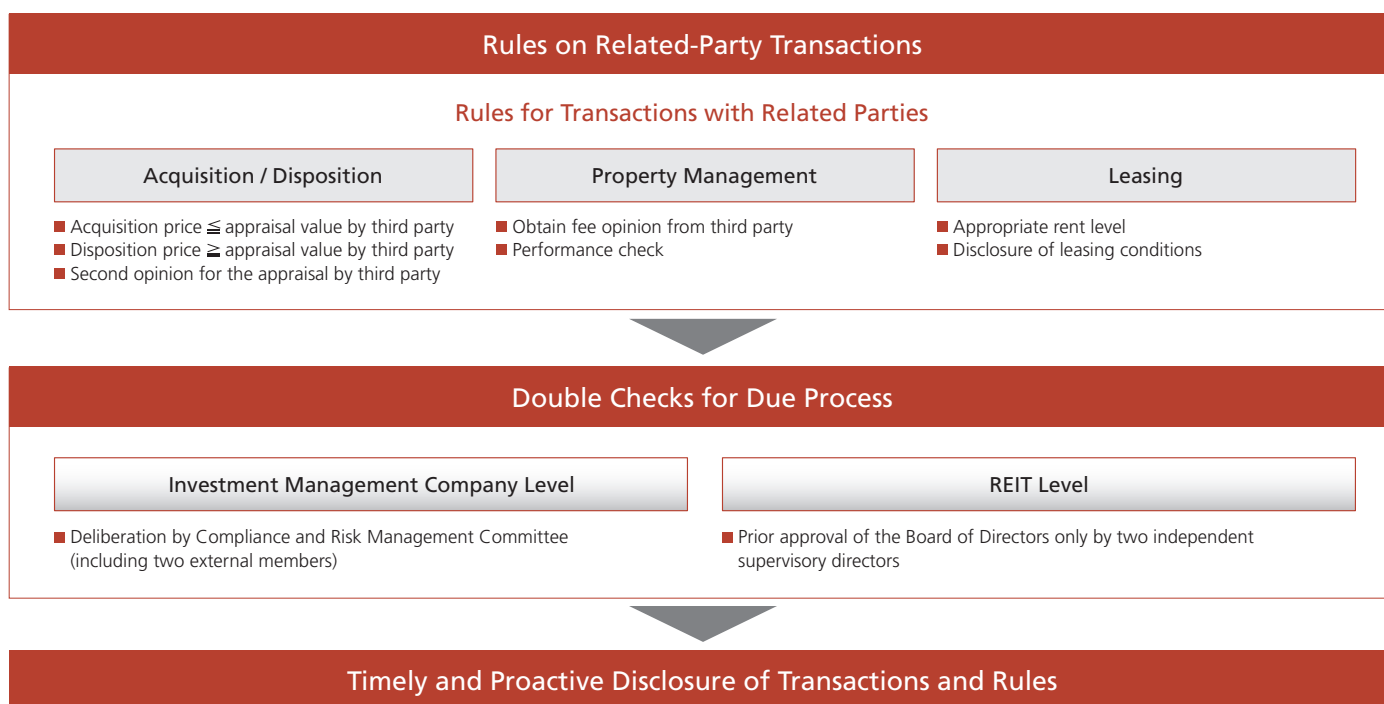 Rules on Related-Party Transactions
Rules for Transactions with Related Parties
Acquisition / Disposition
■ Acquisition price ≦ appraisal value by third party
■ Disposition price ≧ appraisal value by third party
■ Second opinion for the appraisal by third party
Property Management
■ Obtain fee opinion from third party
■ Performance check
Leasing
■ Appropriate rent level
■ Disclosure of leasing conditions
Double Checks for Due Process
Investment Management Company Level
■ Deliberation by Compliance and Risk Management Committee
(including two external members)
REIT Level
■ Prior approval of the Board of Directors only by two independent
supervisory directors
Timely and Proactive Disclosure of Transactions and Rules